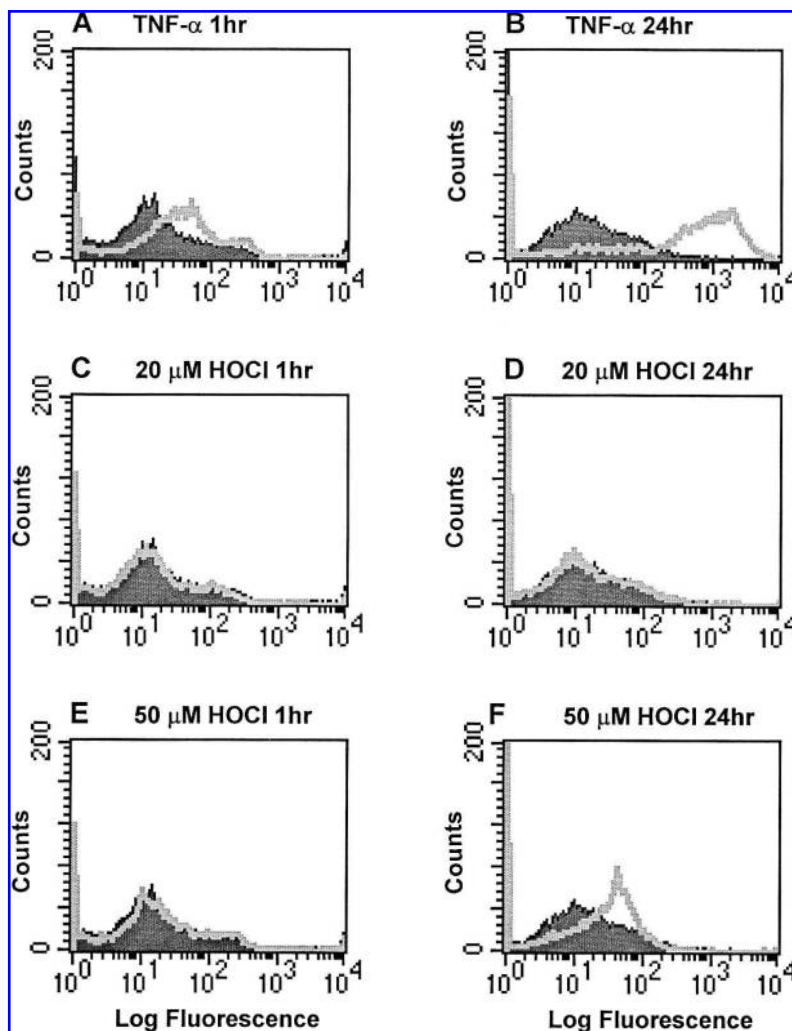 A TNF-α 1hr
B TNF-α 24hr
200
Counts
0
10^0 10^1 10^2 10^3 10^4
200
Counts
0
10^0 10^1 10^2 10^3 10^4
C 20 μM HOCl 1hr
D 20 μM HOCl 24hr
200
Counts
0
10^0 10^1 10^2 10^3 10^4
200
Counts
0
10^0 10^1 10^2 10^3 10^4
E 50 μM HOCl 1hr
F 50 μM HOCl 24hr
200
Counts
0
10^0 10^1 10^2 10^3 10^4
Log Fluorescence
200
Counts
0
10^0 10^1 10^2 10^3 10^4
Log Fluorescence